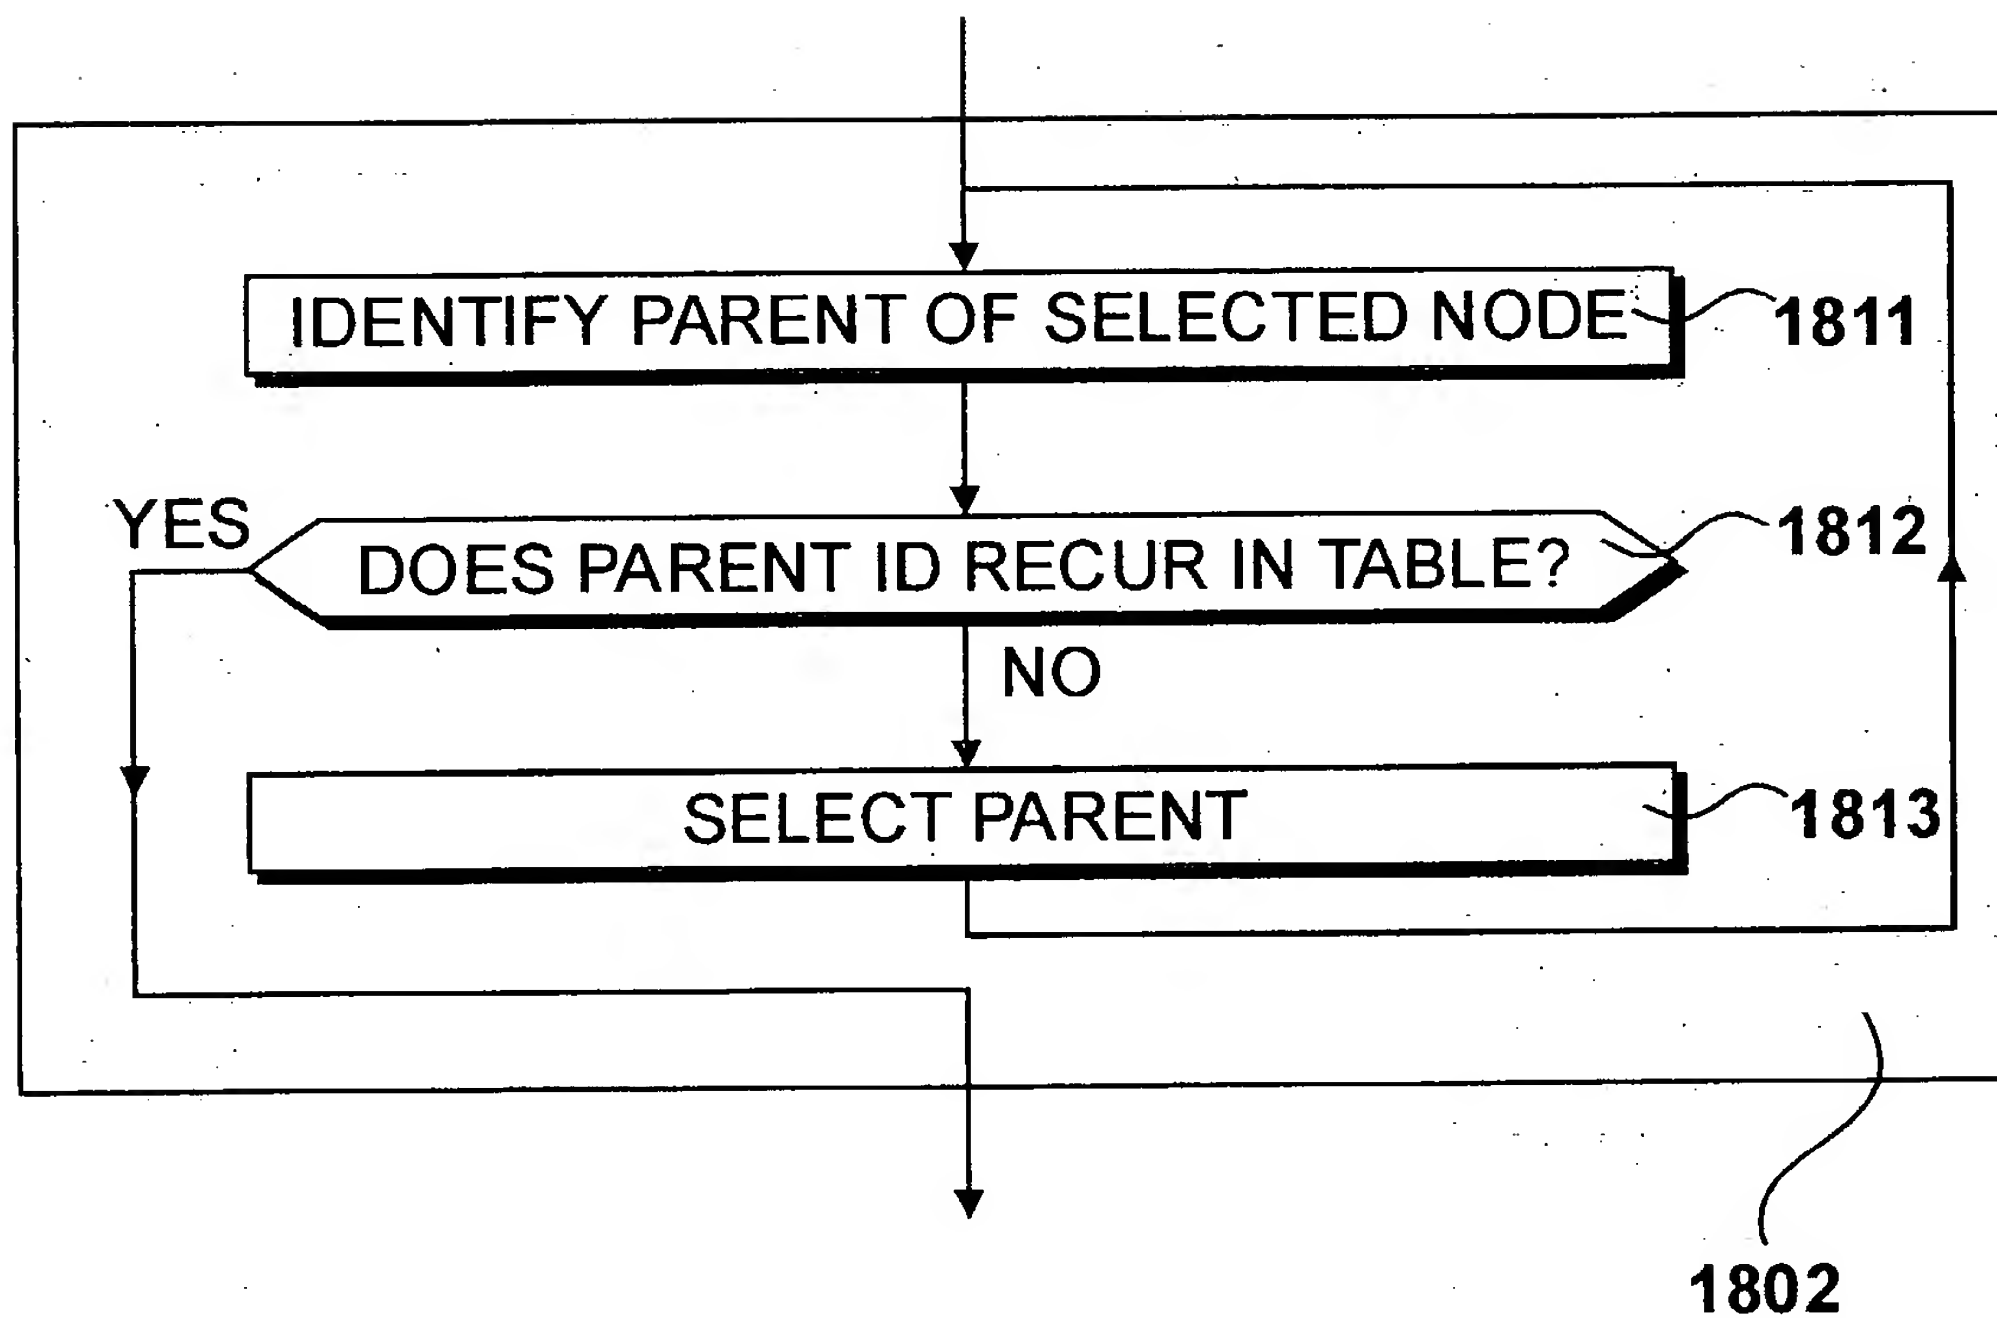 IDENTIFY PARENT OF SELECTED NODE
1811
YES
DOES PARENT ID RECUR IN TABLE?
1812
NO
SELECT PARENT
1813
1802